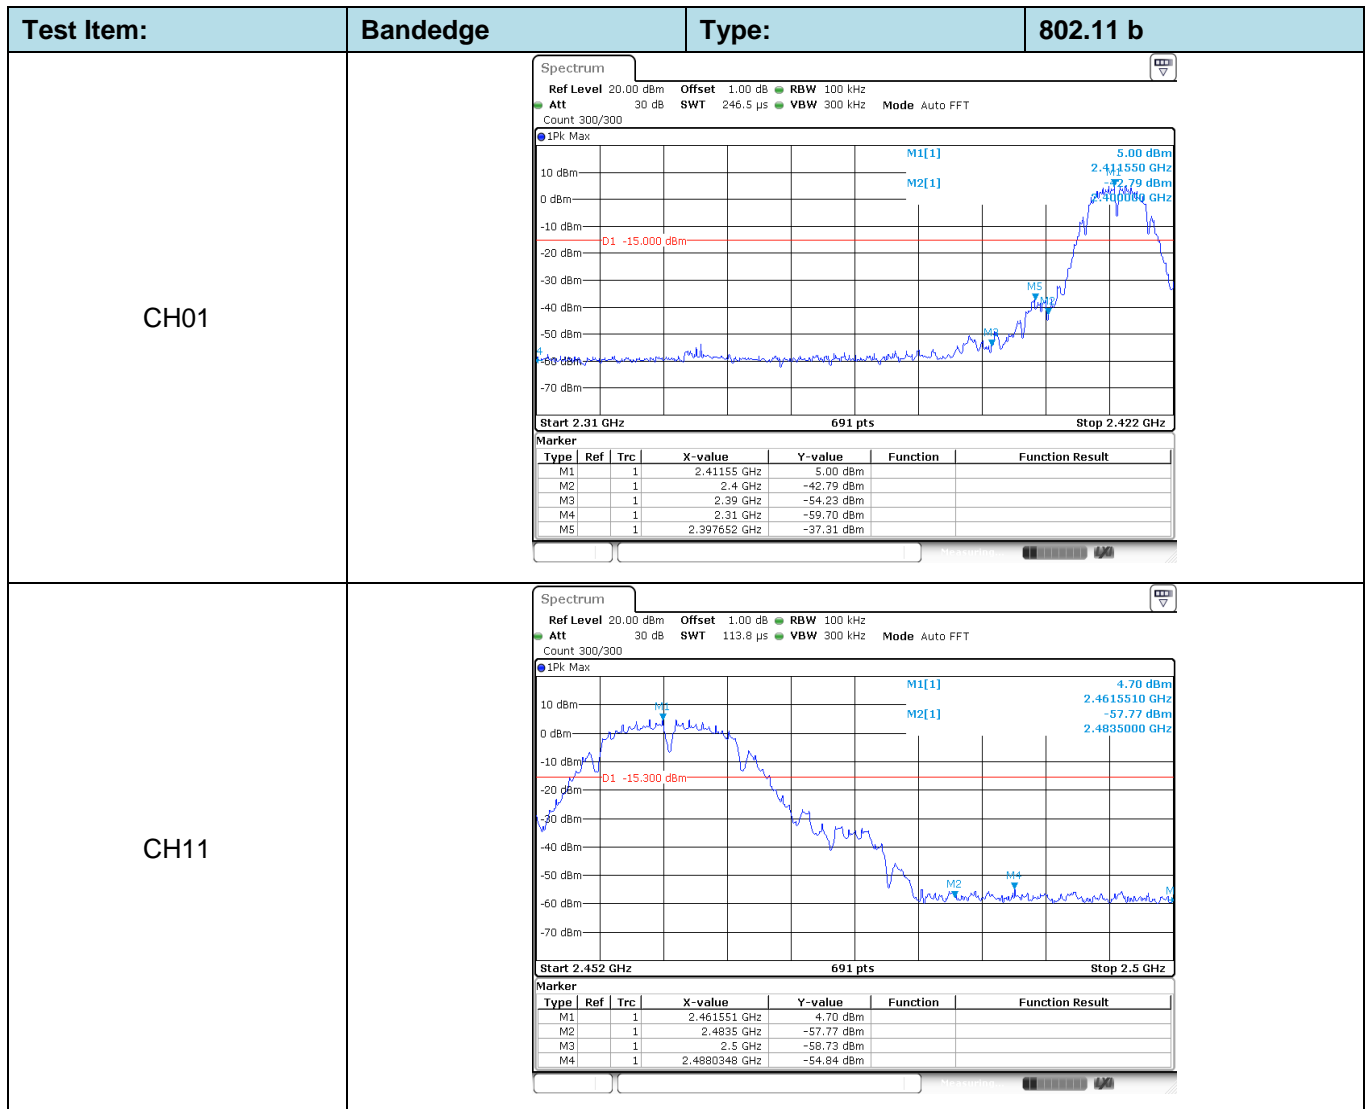 Test Item: Bandedge Type: 802.11 b
CH01
Spectrum
Ref Level 20.00 dBm Offset 1.00 dB RBW 100 kHz
Att 30 dB SWT 246.5 µs VBW 300 kHz Mode Auto FFT
Count 300/300
1Pk Max
M1[1] 5.00 dBm
2.411550 GHz
M2[1] -42.79 dBm
2.400000 GHz
M1
10 dBm
0 dBm
-10 dBm
D1 -15.000 dBm
-20 dBm
-30 dBm
M5
M2
-40 dBm
-50 dBm
M3
4
-60 dBm
-70 dBm
Start 2.31 GHz 691 pts Stop 2.422 GHz
Marker
Type Ref Trc X-value Y-value Function Function Result
M1 1 2.41155 GHz 5.00 dBm
M2 1 2.4 GHz -42.79 dBm
M3 1 2.39 GHz -54.23 dBm
M4 1 2.31 GHz -59.70 dBm
M5 1 2.397652 GHz -37.31 dBm
Measuring...
CH11
Spectrum
Ref Level 20.00 dBm Offset 1.00 dB RBW 100 kHz
Att 30 dB SWT 113.8 µs VBW 300 kHz Mode Auto FFT
Count 300/300
1Pk Max
M1[1] 4.70 dBm
2.4615510 GHz
M2[1] -57.77 dBm
2.4835000 GHz
10 dBm
M1
0 dBm
-10 dBm
D1 -15.300 dBm
-20 dBm
-30 dBm
-40 dBm
-50 dBm
M2
M4
M
-60 dBm
-70 dBm
Start 2.452 GHz 691 pts Stop 2.5 GHz
Marker
Type Ref Trc X-value Y-value Function Function Result
M1 1 2.461551 GHz 4.70 dBm
M2 1 2.4835 GHz -57.77 dBm
M3 1 2.5 GHz -58.73 dBm
M4 1 2.4880348 GHz -54.84 dBm
Measuring...